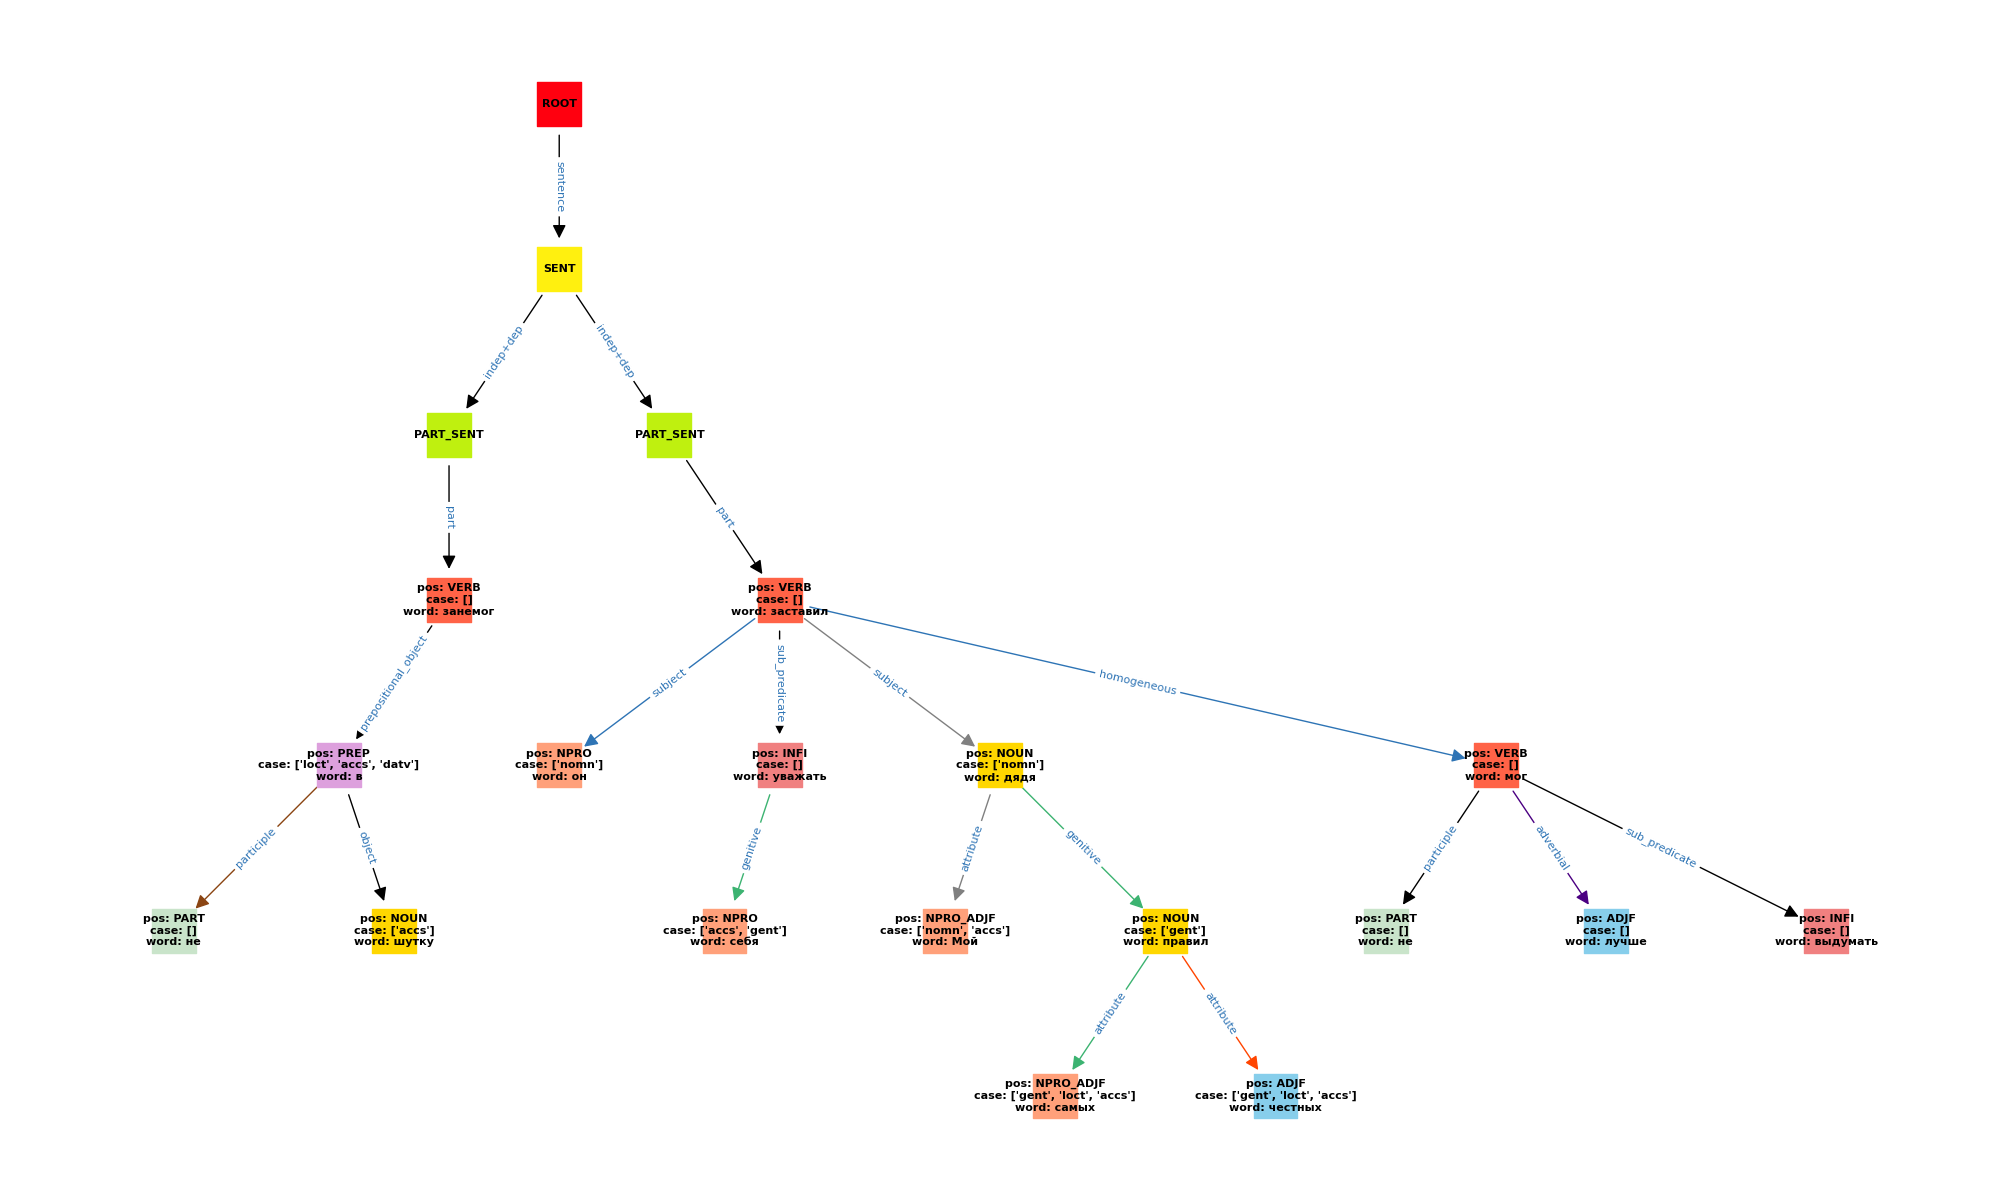 ROOT
sentence
SENT
indep+dep
indep+dep
PART_SENT
PART_SENT
part
part
pos: VERB
case: []
word: занемог
pos: VERB
case: []
word: заставил
prepositional_object
subject
sub_predicate
subject
homogeneous
pos: PREP
case: ['loct', 'accs', 'datv']
word: в
pos: NPRO
case: ['nomn']
word: он
pos: INFI
case: []
word: уважать
pos: NOUN
case: ['nomn']
word: дядя
pos: VERB
case: []
word: мог
participle
object
genitive
attribute
genitive
participle
adverbial
sub_predicate
pos: PART
case: []
word: не
pos: NOUN
case: ['accs']
word: шутку
pos: NPRO
case: ['accs', 'gent']
word: себя
pos: NPRO_ADJF
case: ['nomn', 'accs']
word: Мой
pos: NOUN
case: ['gent']
word: правил
pos: PART
case: []
word: не
pos: ADJF
case: []
word: лучше
pos: INFI
case: []
word: выдумать
attribute
attribute
pos: NPRO_ADJF
case: ['gent', 'loct', 'accs']
word: самых
pos: ADJF
case: ['gent', 'loct', 'accs']
word: честных